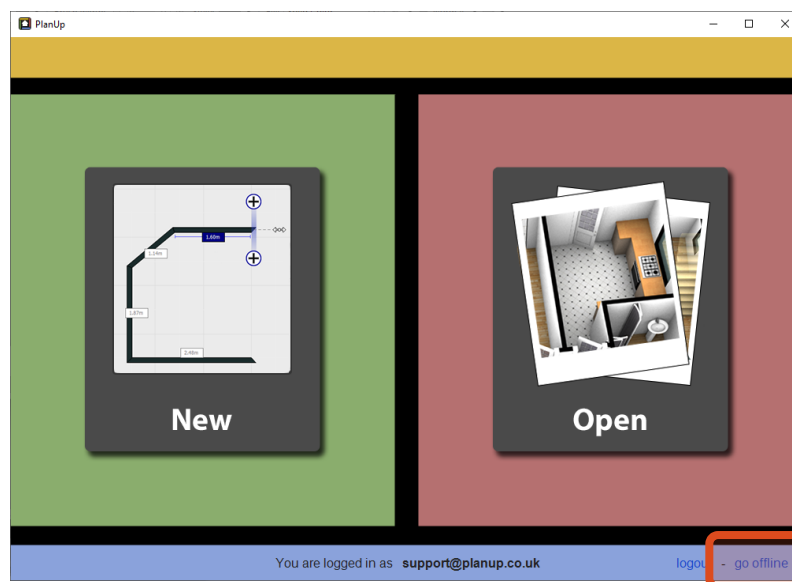 PlanUp
1.60m
1.19m
1.87m
2.48m
New
Open
You are logged in as support@planup.co.uk
logout - go offline